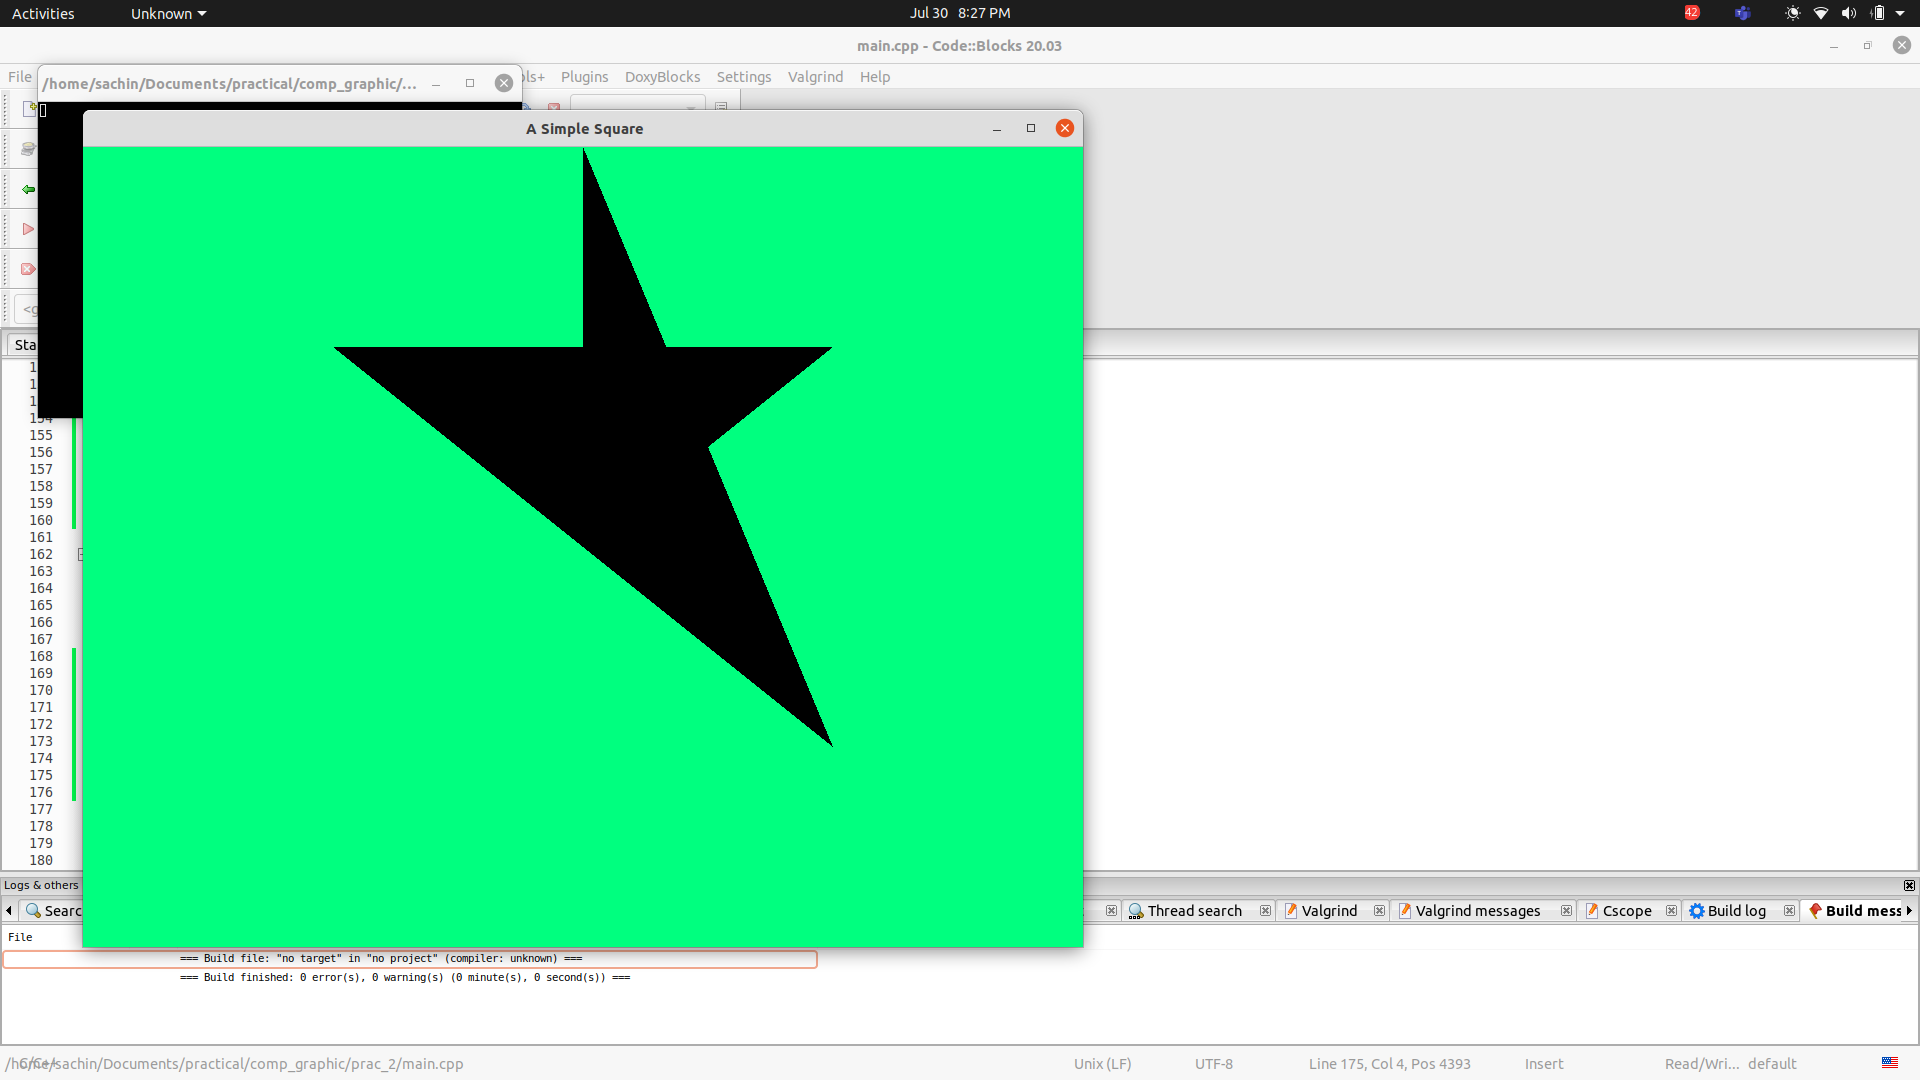 Activities Unknown Jul 30 8:27 PM 42
main.cpp - Code::Blocks 20.03
File ls+ Plugins DoxyBlocks Settings Valgrind Help
/home/sachin/Documents/practical/comp_graphic/...
A Simple Square
<g
Sta
154
155
156
157
158
159
160
161
162
163
164
165
166
167
168
169
170
171
172
173
174
175
176
177
178
179
180
Logs & others
Searc Thread search Valgrind Valgrind messages Cscope Build log Build mess
File
=== Build file: "no target" in "no project" (compiler: unknown) ===
=== Build finished: 0 error(s), 0 warning(s) (0 minute(s), 0 second(s)) ===
/home/sachin/Documents/practical/comp_graphic/prac_2/main.cpp Unix (LF) UTF-8 Line 175, Col 4, Pos 4393 Insert Read/Wri... default